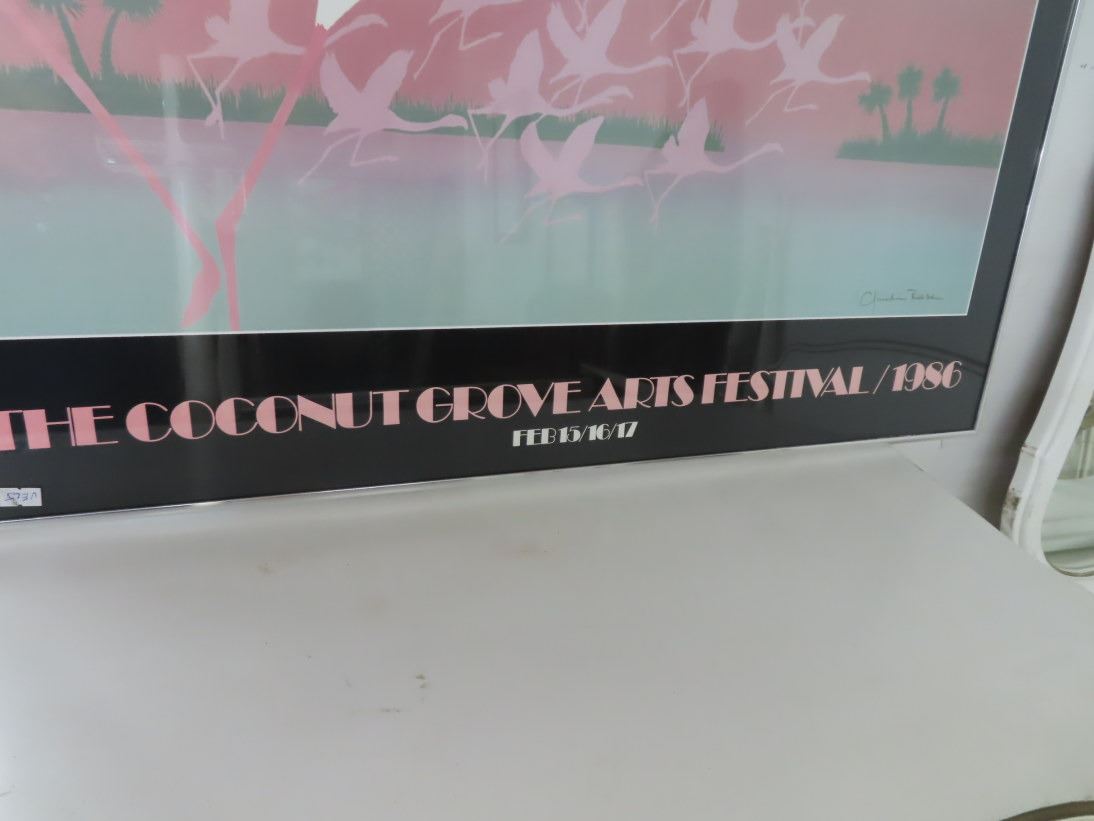 THE COCONUT GROVE ARTS FESTIVAL / 1986
FEB 15/16/17